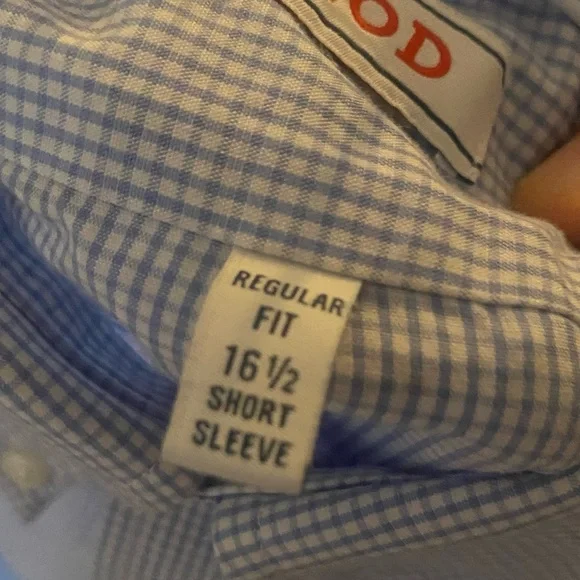 OD
REGULAR
FIT
16 1/2
SHORT
SLEEVE